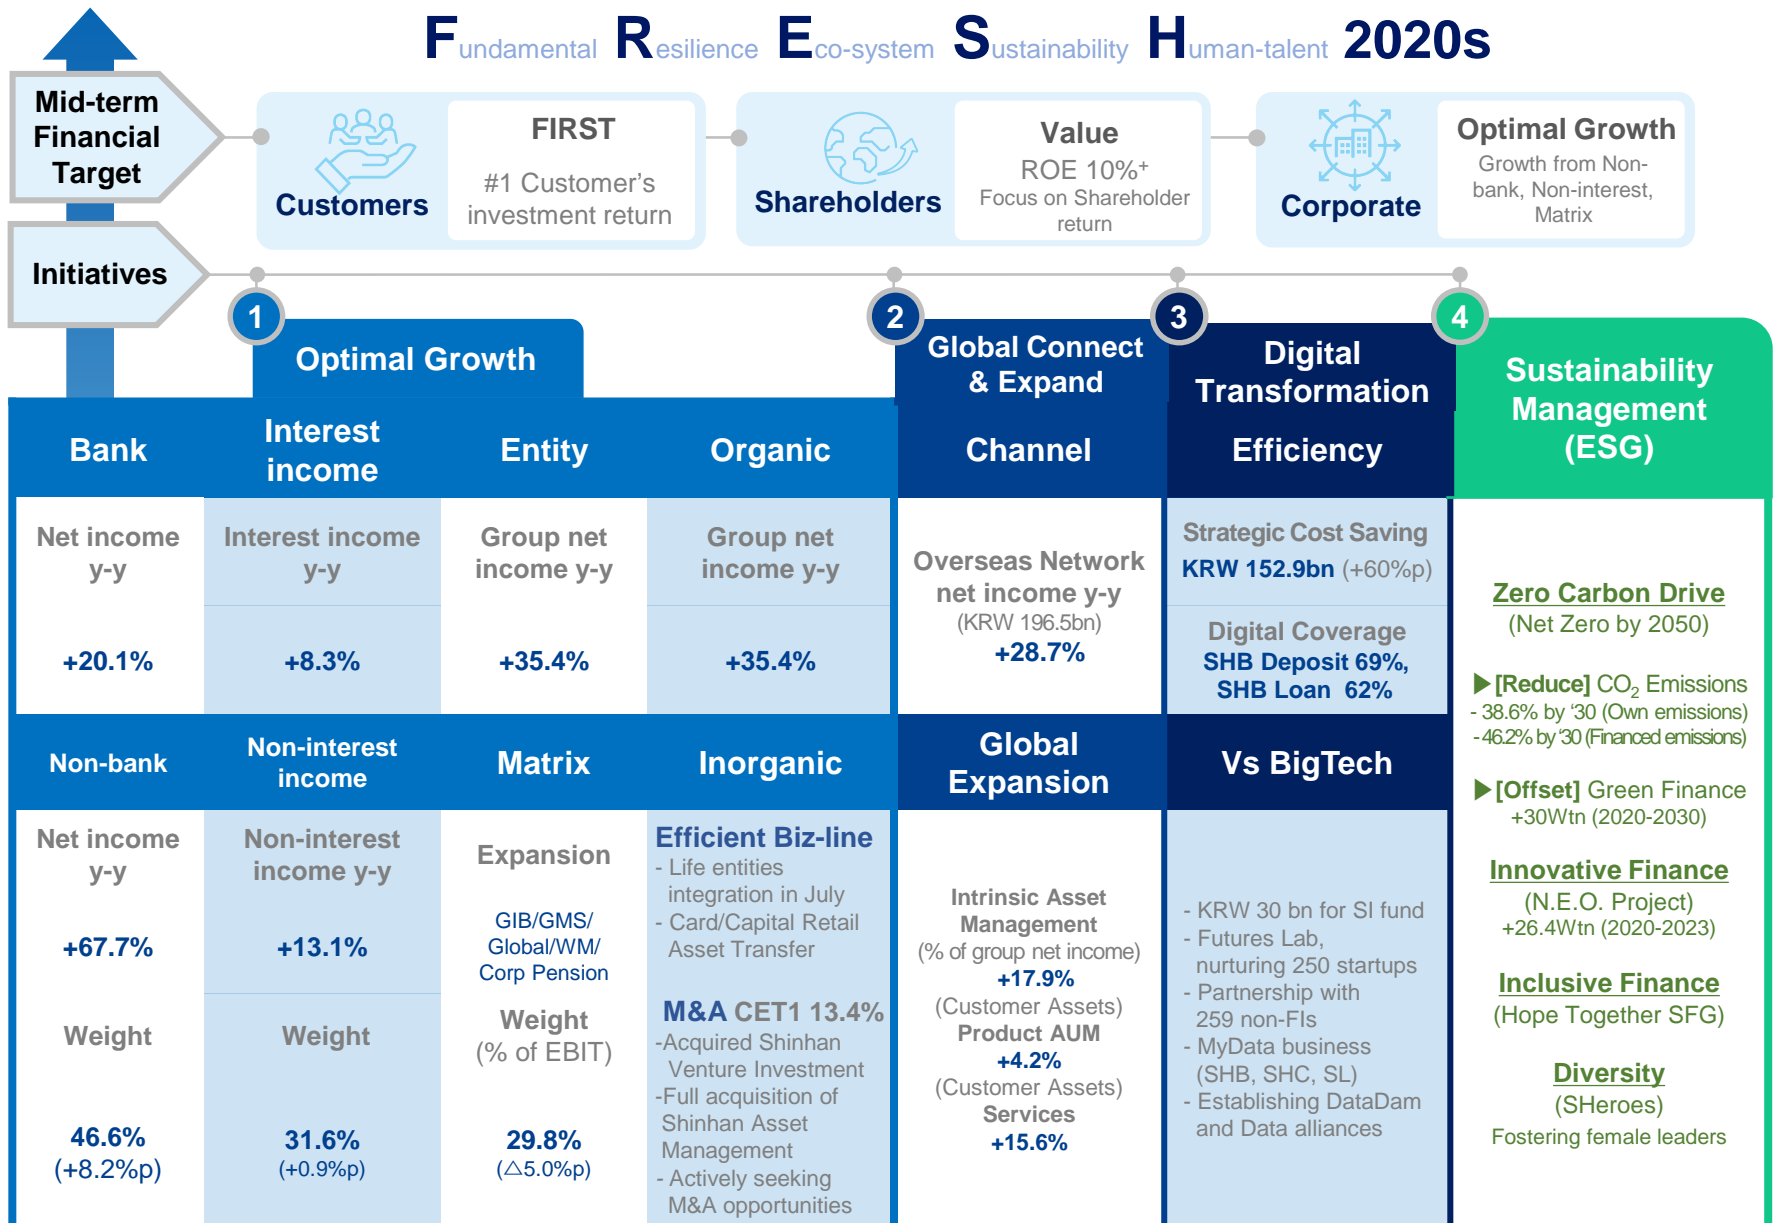 Fundamental Resilience Eco-system Sustainability Human-talent 2020s
Mid-term
Financial
Target
Customers
FIRST
#1 Customer's
investment return
Shareholders
Value
ROE 10%+
Focus on Shareholder
return
Corporate
Optimal Growth
Growth from Non-
bank, Non-interest,
Matrix
Initiatives
1
Optimal Growth
2
Global Connect
& Expand
3
Digital
Transformation
4
Sustainability
Management
(ESG)
Bank
Interest
income
Entity
Organic
Channel
Efficiency
Net income
y-y
+20.1%
Interest income
y-y
+8.3%
Group net
income y-y
+35.4%
Group net
income y-y
+35.4%
Overseas Network
net income y-y
(KRW 196.5bn)
+28.7%
Strategic Cost Saving
KRW 152.9bn (+60%p)
Digital Coverage
SHB Deposit 69%,
SHB Loan 62%
Non-bank
Non-interest
income
Matrix
Inorganic
Global
Expansion
Vs BigTech
Net income
y-y
+67.7%
Weight
46.6%
(+8.2%p)
Non-interest
income y-y
+13.1%
Weight
31.6%
(+0.9%p)
Expansion
GIB/GMS/
Global/WM/
Corp Pension
Weight
(% of EBIT)
29.8%
(△5.0%p)
Efficient Biz-line
- Life entities
integration in July
- Card/Capital Retail
Asset Transfer
M&A CET1 13.4%
-Acquired Shinhan
Venture Investment
-Full acquisition of
Shinhan Asset
Management
- Actively seeking
M&A opportunities
Intrinsic Asset
Management
(% of group net income)
+17.9%
(Customer Assets)
Product AUM
+4.2%
(Customer Assets)
Services
+15.6%
- KRW 30 bn for SI fund
- Futures Lab,
nurturing 250 startups
- Partnership with
259 non-FIs
- MyData business
(SHB, SHC, SL)
- Establishing DataDam
and Data alliances
Zero Carbon Drive
(Net Zero by 2050)
▶[Reduce] CO₂ Emissions
- 38.6% by ‘30 (Own emissions)
- 46.2% by ‘30 (Financed emissions)
▶[Offset] Green Finance
+30Wtn (2020-2030)
Innovative Finance
(N.E.O. Project)
+26.4Wtn (2020-2023)
Inclusive Finance
(Hope Together SFG)
Diversity
(SHeroes)
Fostering female leaders